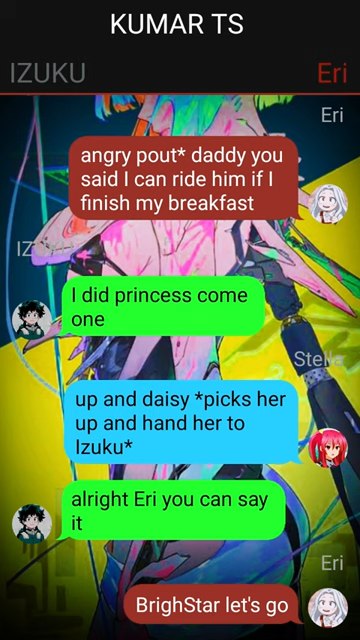 KUMAR TS
IZUKU
Eri
Eri
angry pout* daddy you
said I can ride him if I
finish my breakfast
I did princess come
one
Stella
up and daisy *picks her
up and hand her to
Izuku*
alright Eri you can say
it
Eri
BrighStar let's go